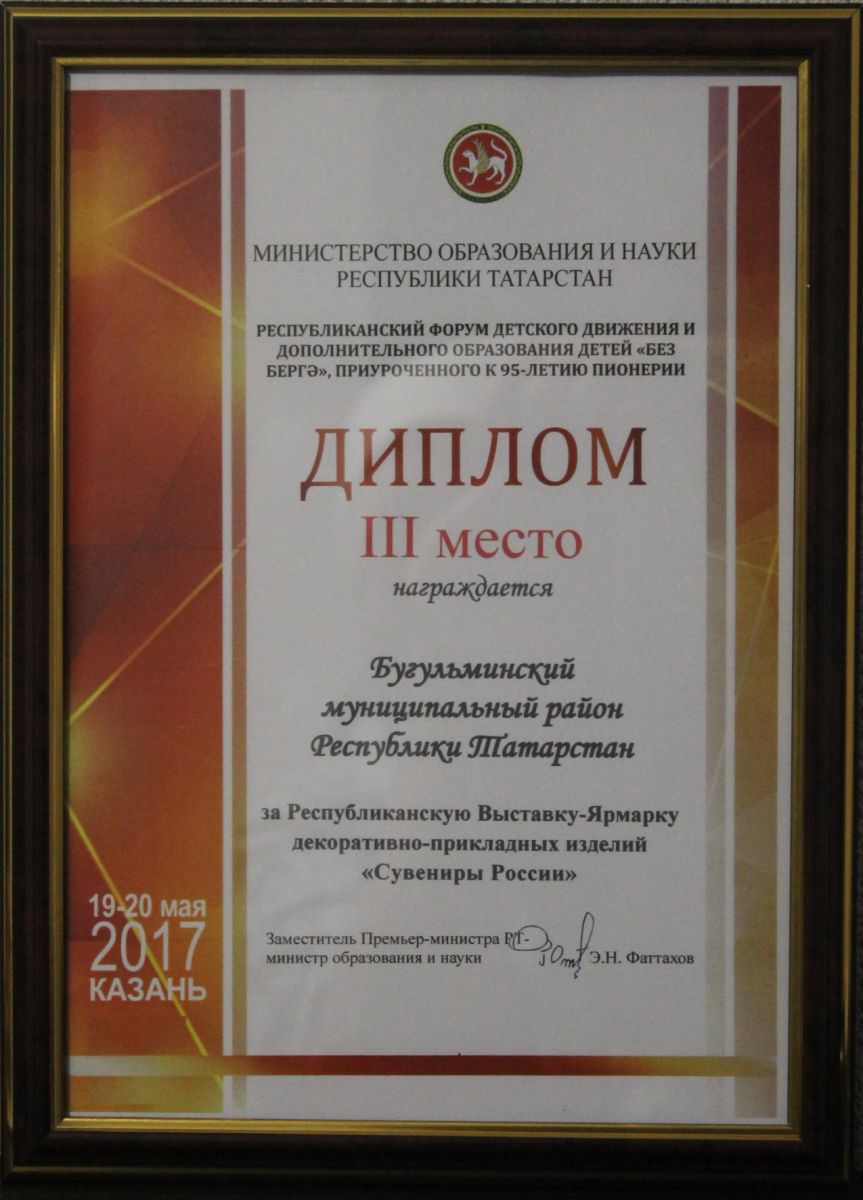 МИНИСТЕРСТВО ОБРАЗОВАНИЯ И НАУКИ
РЕСПУБЛИКИ ТАТАРСТАН
РЕСПУБЛИКАНСКИЙ ФОРУМ ДЕТСКОГО ДВИЖЕНИЯ И
ДОПОЛНИТЕЛЬНОГО ОБРАЗОВАНИЯ ДЕТЕЙ «БЕЗ
БЕРГӘ», ПРИУРОЧЕННОГО К 95-ЛЕТИЮ ПИОНЕРИИ
ДИПЛОМ
III место
награждается
Бугульминский
муниципальный район
Республики Татарстан
за Республиканскую Выставку-Ярмарку
декоративно-прикладных изделий
«Сувениры России»
19-20 мая
2017
КАЗАНЬ
Заместитель Премьер-министра РТ-
министр образования и науки Э.Н. Фаттахов